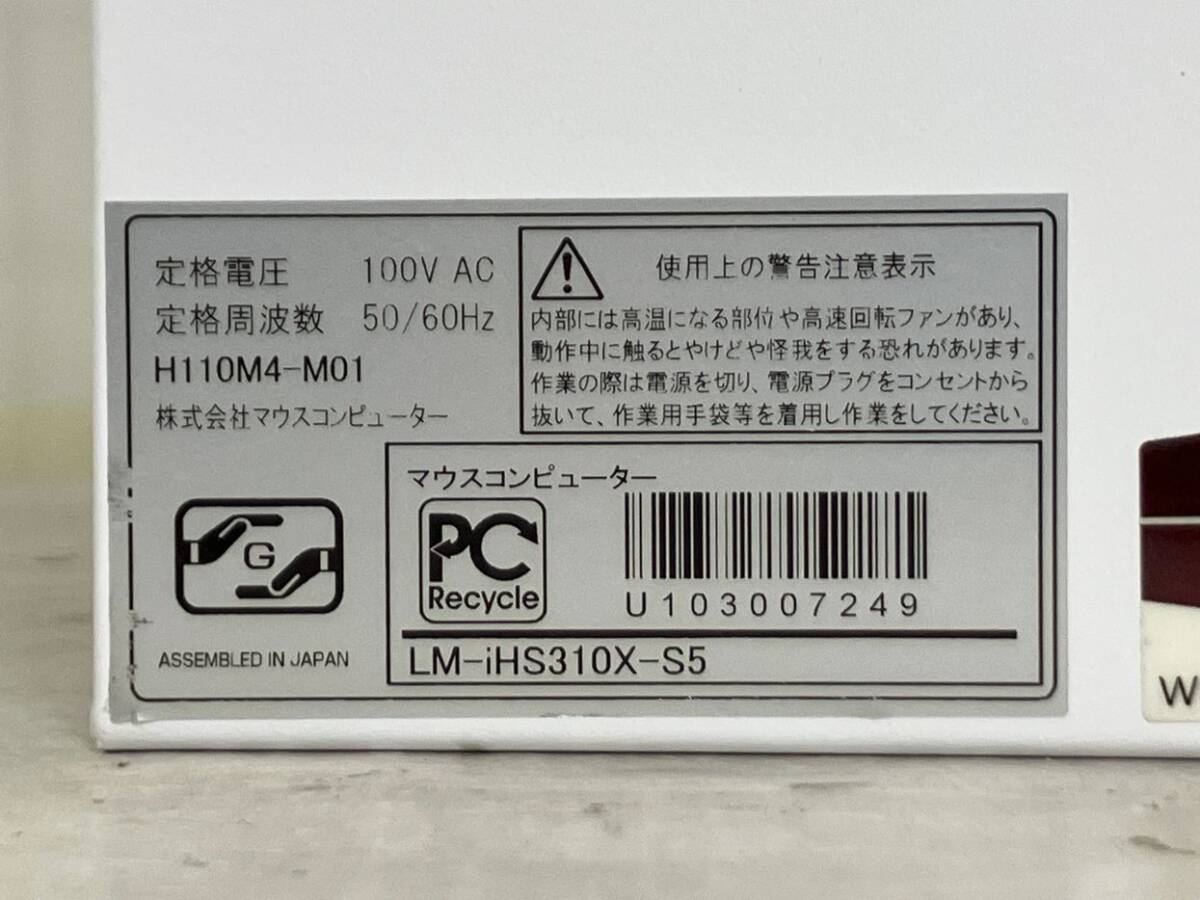 定格電圧 100V AC
定格周波数 50/60Hz
H110M4-M01
株式会社マウスコンピューター
使用上の警告注意表示
内部には高温になる部位や高速回転ファンがあり、
動作中に触るとやけどや怪我をする恐れがあります。
作業の際は電源を切り、電源プラグをコンセントから
抜いて、作業用手袋等を着用し作業をしてください。
G
ASSEMBLED IN JAPAN
マウスコンピューター
PC
Recycle
U103007249
LM-iHS310X-S5
W